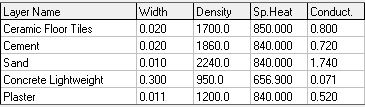 Layer Name Width Density Sp.Heat Conduct.
Ceramic Floor Tiles 0.020 1700.0 850.000 0.800
Cement 0.020 1860.0 840.000 0.720
Sand 0.010 2240.0 840.000 1.740
Concrete Lightweight 0.300 950.0 656.900 0.071
Plaster 0.011 1200.0 840.000 0.520